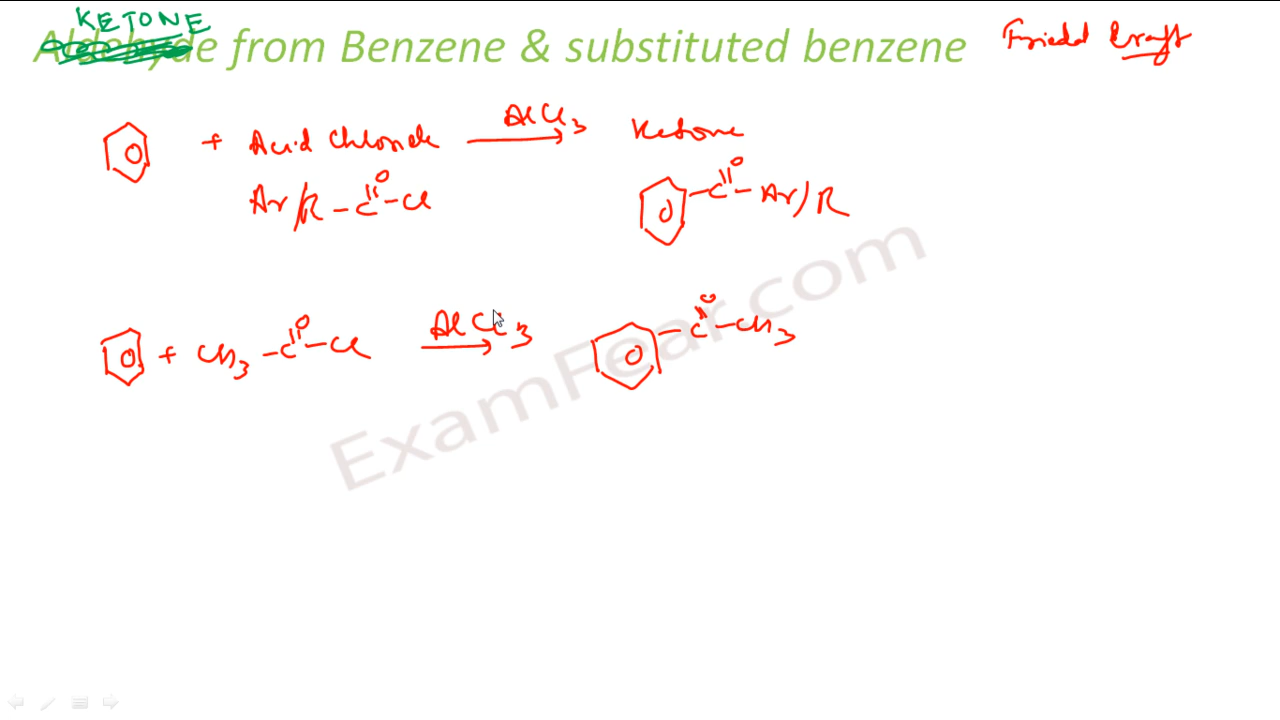 KETONE
Aldehyde from Benzene & substituted benzene
Friedel Craft
+ Acid Chloride AlCl3 Ketone
Ar/R-C=O-Cl C=O-Ar/R
+ CH3-C=O-Cl AlCl3 C=O-CH3
ExamFear.com